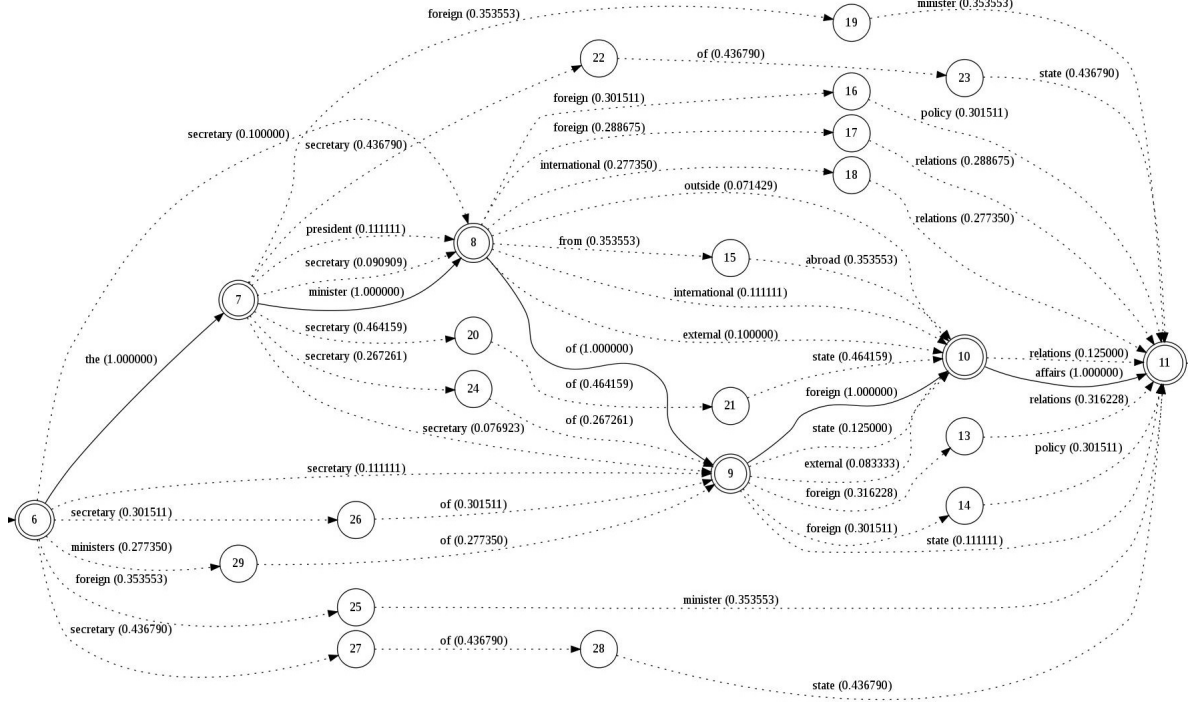 minister (0.353553)
foreign (0.353553)
19
of (0.436790)
22
23
state (0.436790)
foreign (0.301511)
16
policy (0.301511)
secretary (0.100000)
secretary (0.436790)
foreign (0.288675)
17
international (0.277350)
18
relations (0.288675)
outside (0.071429)
relations (0.277350)
president (0.111111)
8
from (0.353553)
15
abroad (0.353553)
secretary (0.090909)
7
minister (1.000000)
international (0.111111)
secretary (0.464159)
20
external (0.100000)
the (1.000000)
secretary (0.267261)
of (1.000000)
state (0.464159)
10
relations (0.125000)
affairs (1.000000)
11
24
of (0.464159)
21
foreign (1.000000)
relations (0.316228)
secretary (0.076923)
of (0.267261)
state (0.125000)
13
policy (0.301511)
secretary (0.111111)
9
external (0.083333)
foreign (0.316228)
6
secretary (0.301511)
26
of (0.301511)
14
foreign (0.301511)
state (0.111111)
ministers (0.277350)
29
of (0.277350)
foreign (0.353553)
25
minister (0.353553)
secretary (0.436790)
27
of (0.436790)
28
state (0.436790)